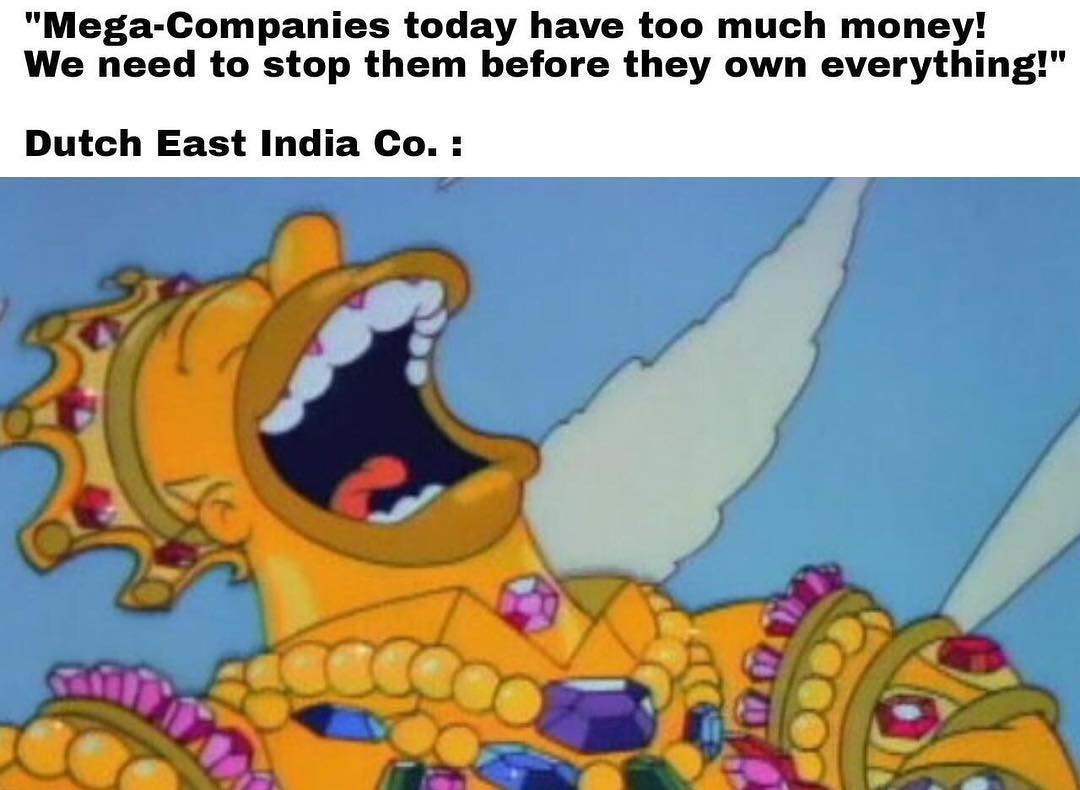 "Mega-Companies today have too much money!
We need to stop them before they own everything!"
Dutch East India Co. :